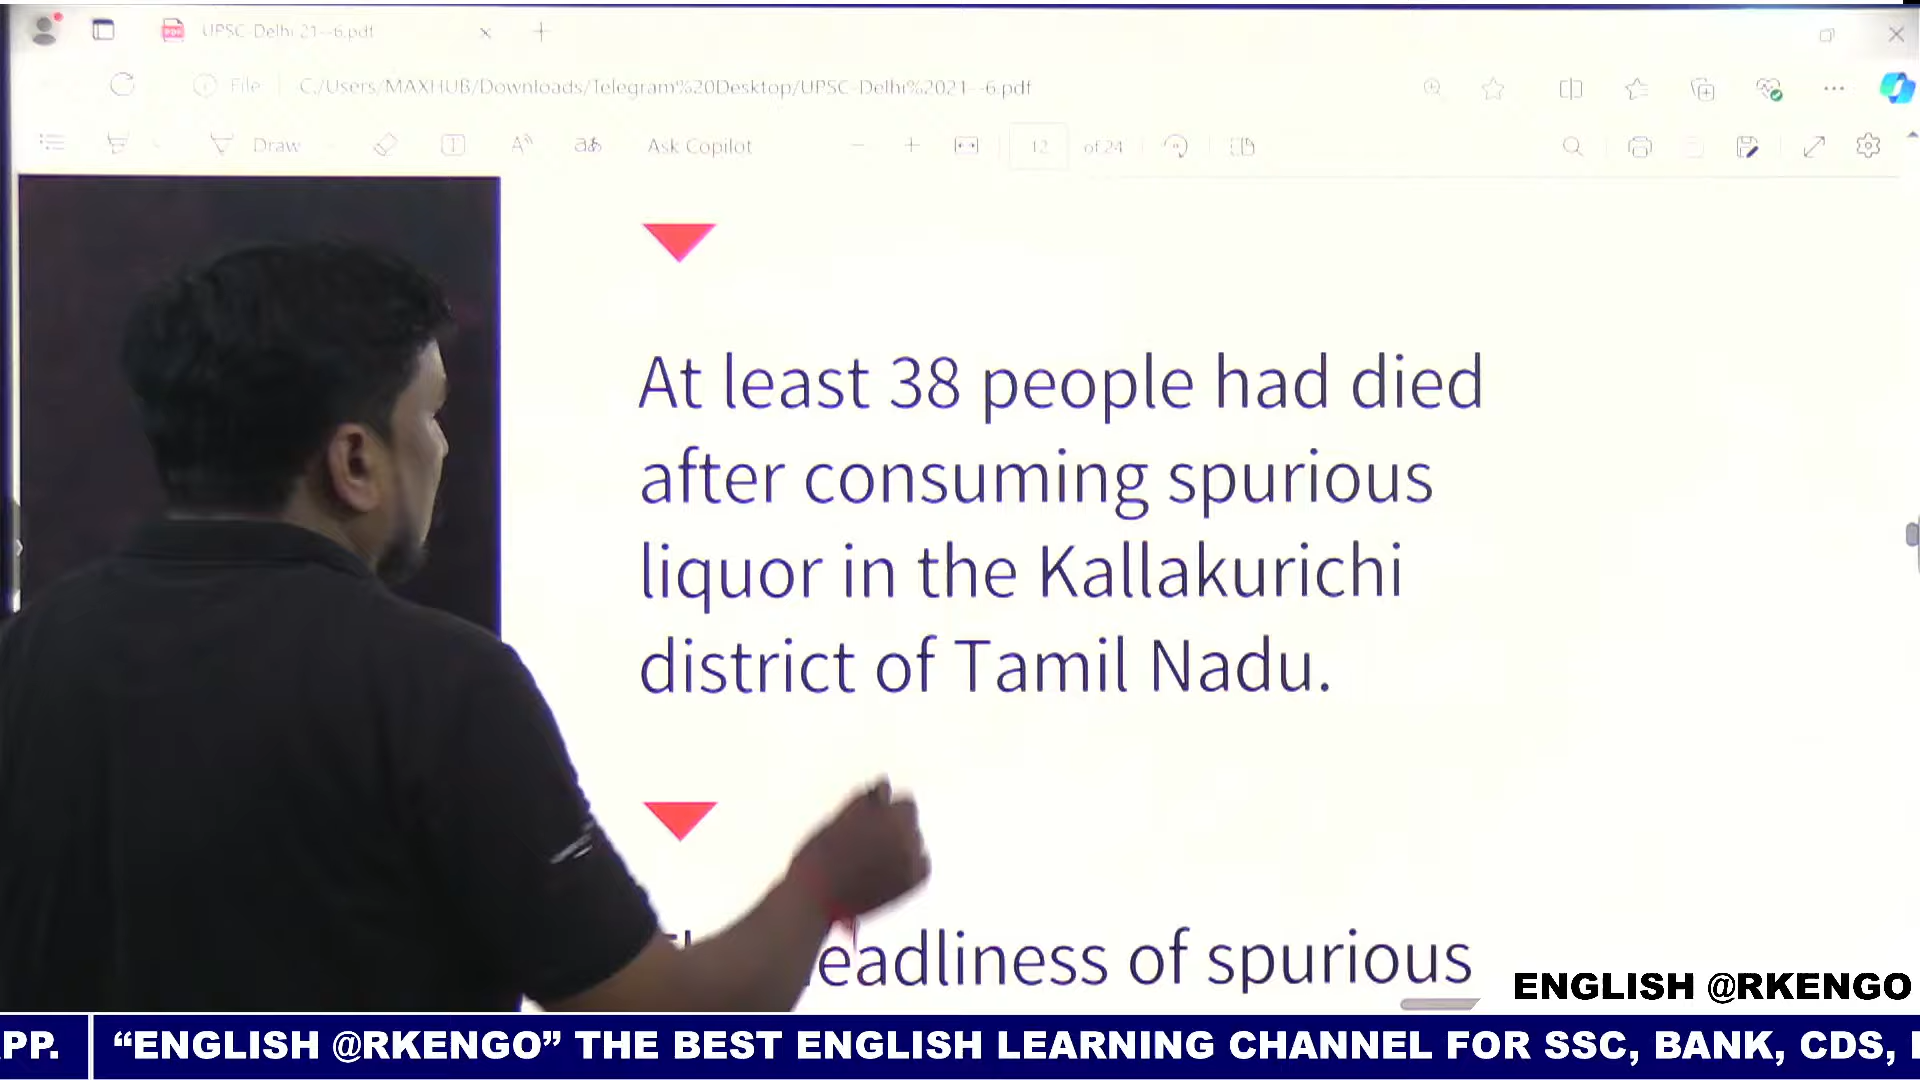 UPSC-Delhi 21--6.pdf
File
C:/Users/MAXHUB/Downloads/Telegram%20Desktop/UPSC-Delhi%2021--6.pdf
Draw
Ask Copilot
12 of 24
At least 38 people had died
after consuming spurious
liquor in the Kallakurichi
district of Tamil Nadu.
of spurious
ENGLISH @RKENGO
PP.
“ENGLISH @RKENGO” THE BEST ENGLISH LEARNING CHANNEL FOR SSC, BANK, CDS,